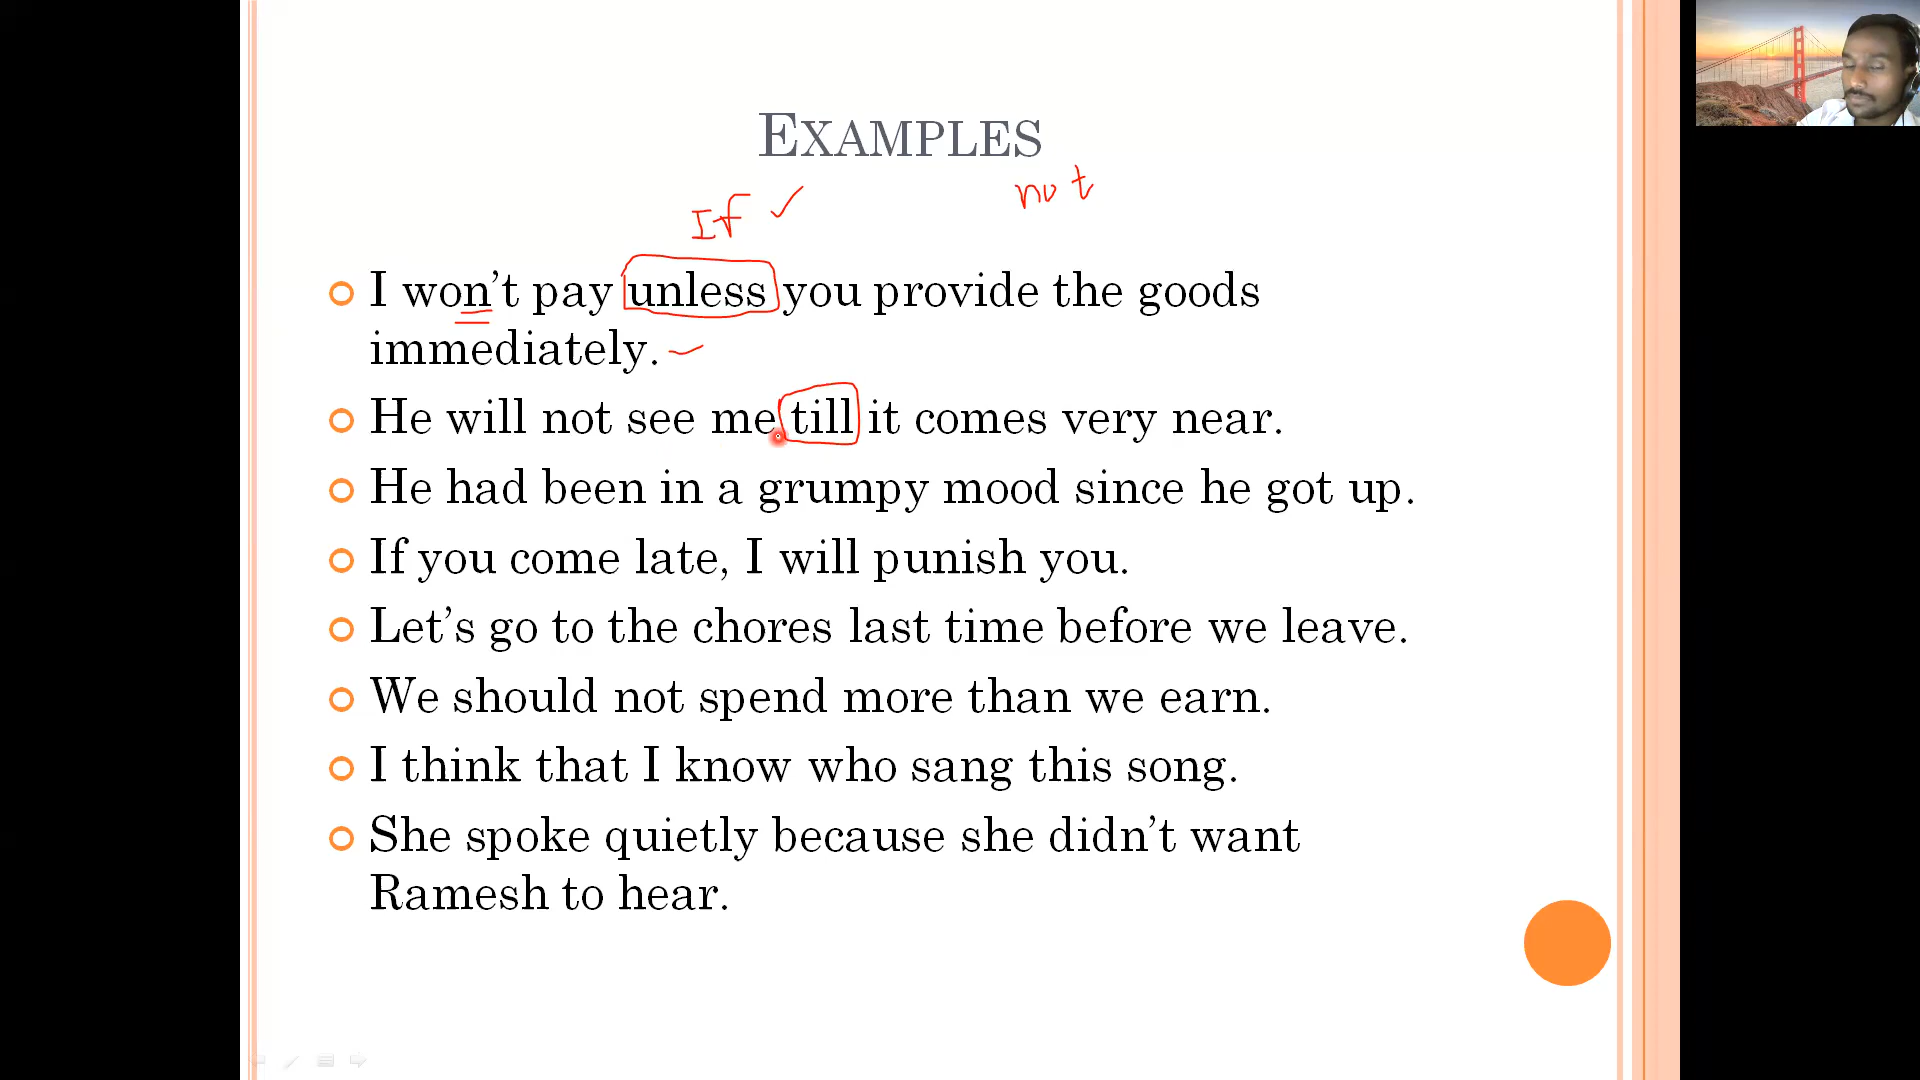 EXAMPLES
not
If
I won't pay unless you provide the goods
immediately.
He will not see me till it comes very near.
He had been in a grumpy mood since he got up.
If you come late, I will punish you.
Let's go to the chores last time before we leave.
We should not spend more than we earn.
I think that I know who sang this song.
She spoke quietly because she didn't want
Ramesh to hear.